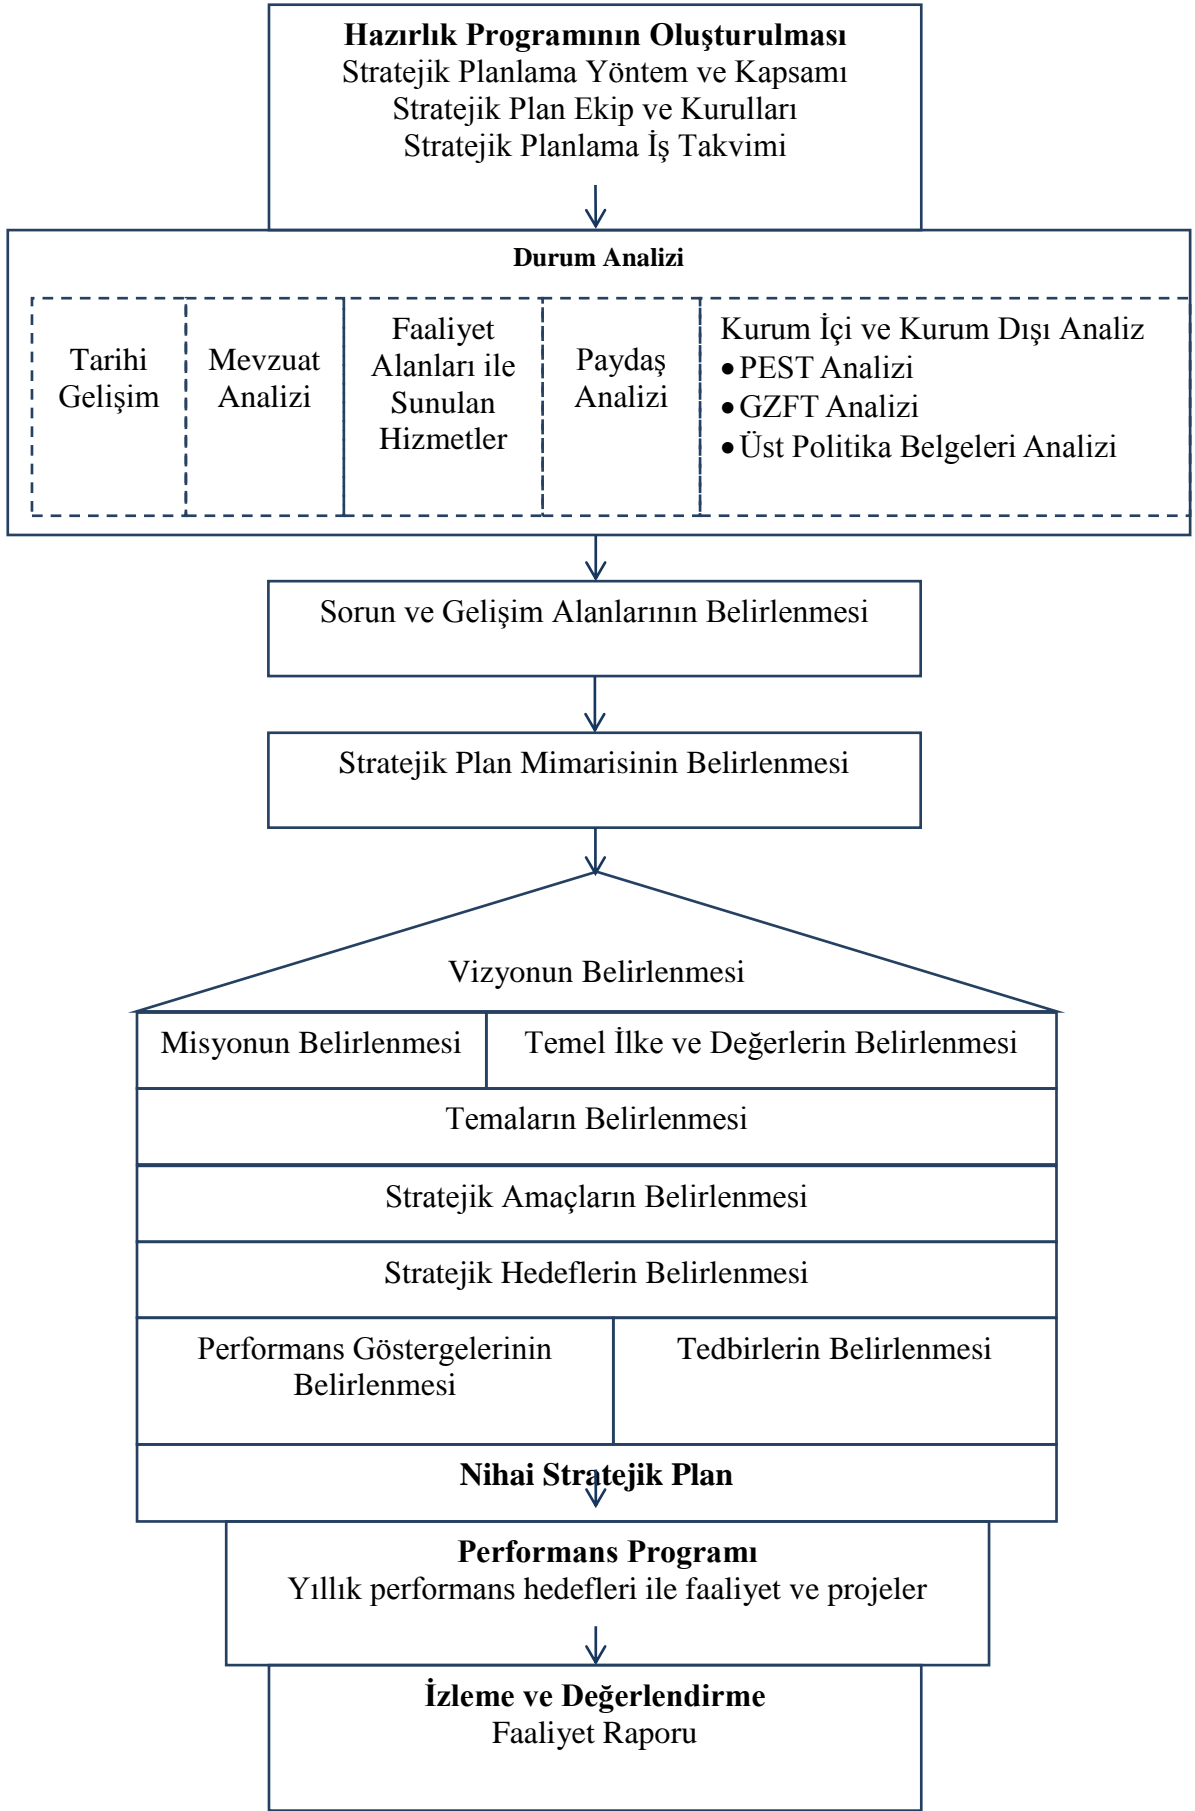 Hazırlık Programının Oluşturulması
Stratejik Planlama Yöntem ve Kapsamı
Stratejik Plan Ekip ve Kurulları
Stratejik Planlama İş Takvimi
Durum Analizi
Tarihi
Gelişim
Mevzuat
Analizi
Faaliyet
Alanları ile
Sunulan
Hizmetler
Paydaş
Analizi
Kurum İçi ve Kurum Dışı Analiz
•PEST Analizi
•GZFT Analizi
•Üst Politika Belgeleri Analizi
Sorun ve Gelişim Alanlarının Belirlenmesi
Stratejik Plan Mimarisinin Belirlenmesi
Vizyonun Belirlenmesi
Misyonun Belirlenmesi
Temel İlke ve Değerlerin Belirlenmesi
Temaların Belirlenmesi
Stratejik Amaçların Belirlenmesi
Stratejik Hedeflerin Belirlenmesi
Performans Göstergelerinin
Belirlenmesi
Tedbirlerin Belirlenmesi
Nihai Stratejik Plan
Performans Programı
Yıllık performans hedefleri ile faaliyet ve projeler
İzleme ve Değerlendirme
Faaliyet Raporu